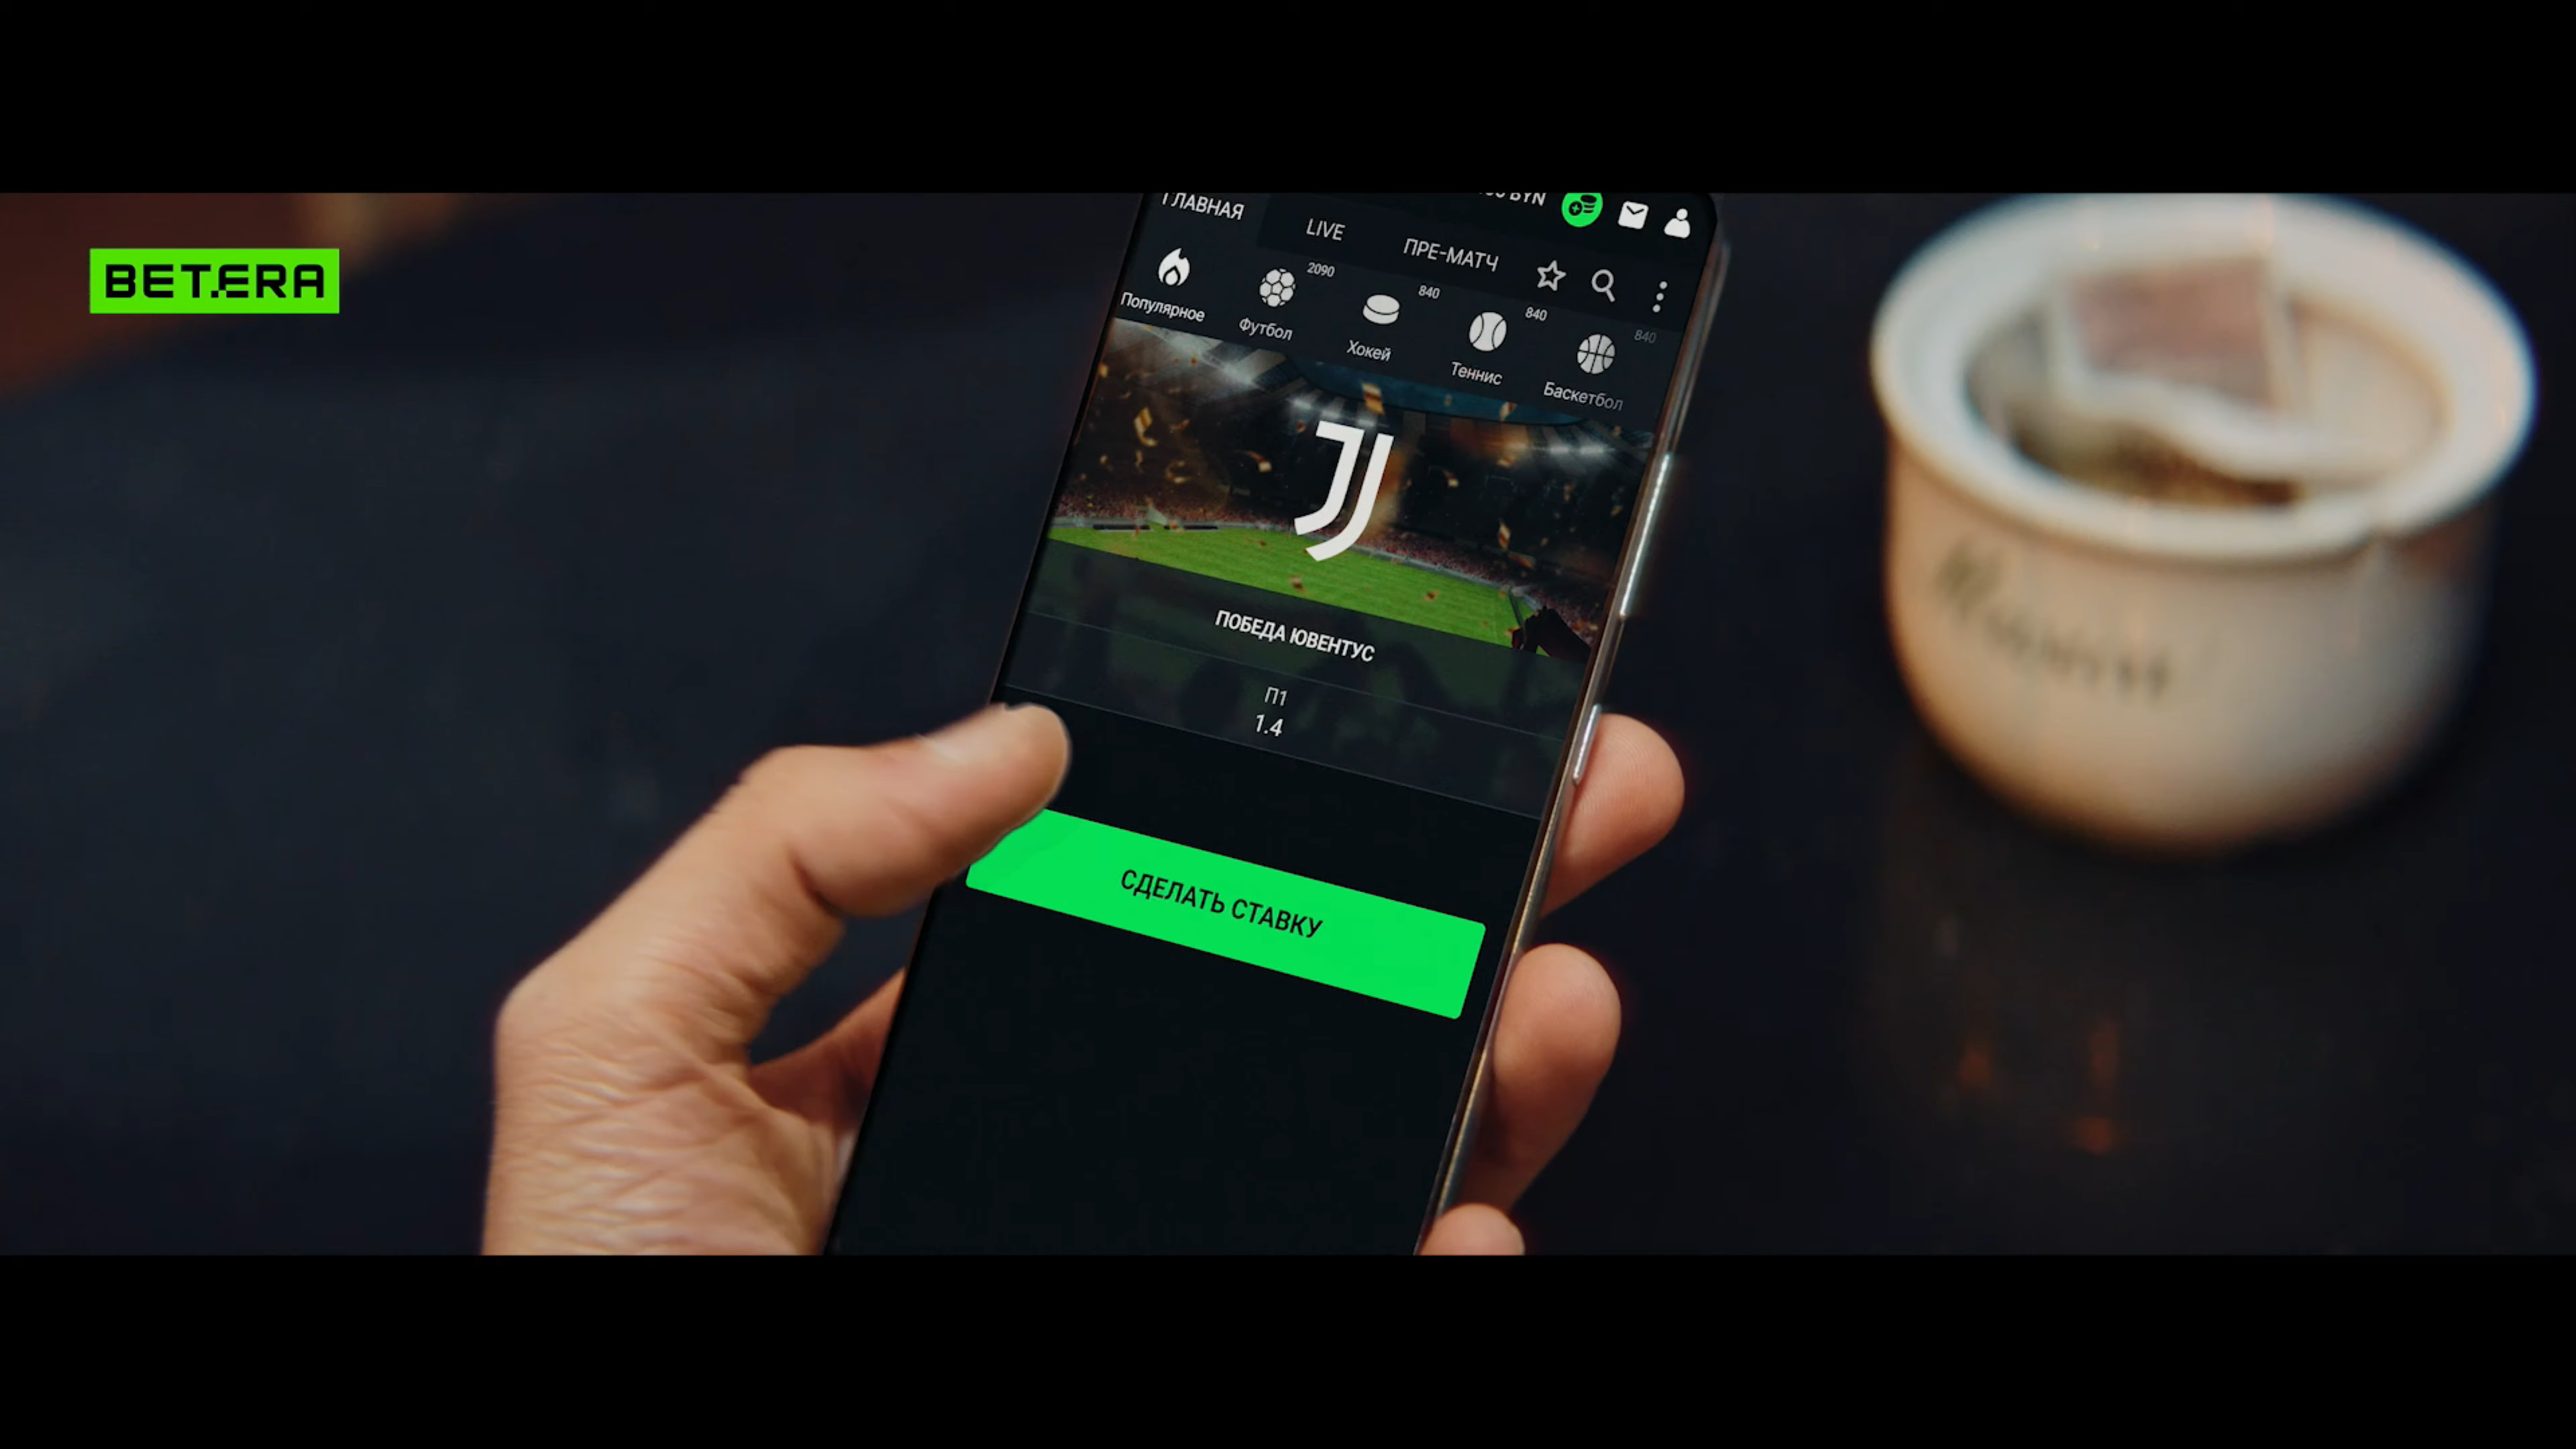 BETERA
BYN
ГЛАВНАЯ
LIVE
ПРЕ-МАТЧ
2090
840
840
840
Популярное
Футбол
Хокей
Теннис
Баскетбол
ПОБЕДА ЮВЕНТУС
П1
1.4
СДЕЛАТЬ СТАВКУ